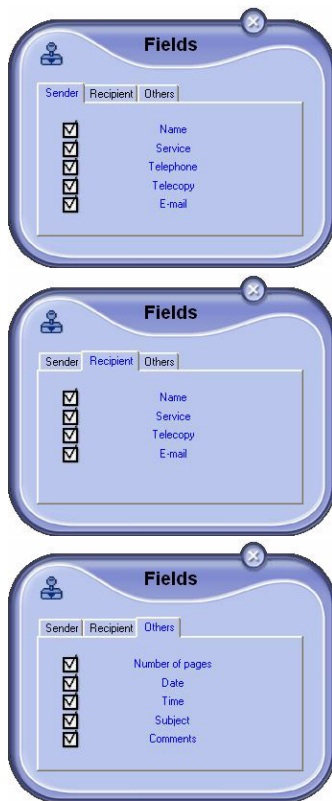 Fields
Sender Recipient Others
Name
Service
Telephone
Telecopy
E-mail
Fields
Sender Recipient Others
Name
Service
Telecopy
E-mail
Fields
Sender Recipient Others
Number of pages
Date
Time
Subject
Comments